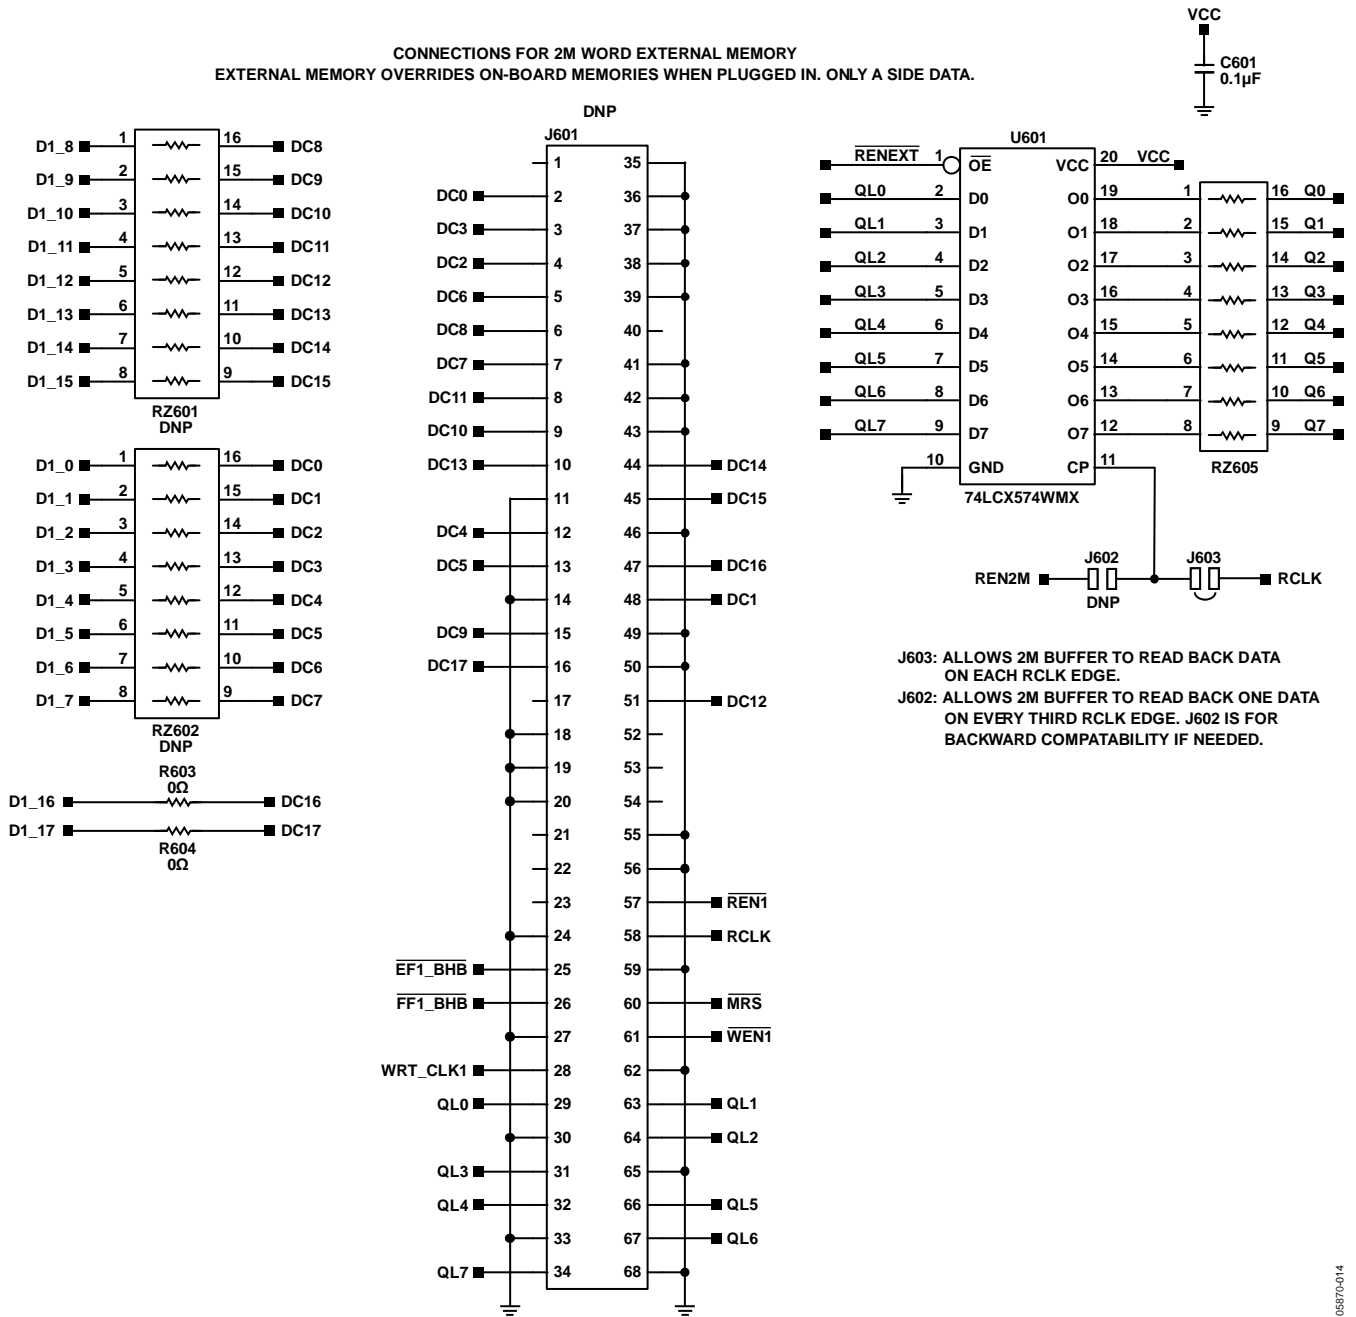 CONNECTIONS FOR 2M WORD EXTERNAL MEMORY
EXTERNAL MEMORY OVERRIDES ON-BOARD MEMORIES WHEN PLUGGED IN. ONLY A SIDE DATA.
VCC
C601
0.1µF
D1_8 1 16 DC8
D1_9 2 15 DC9
D1_10 3 14 DC10
D1_11 4 13 DC11
D1_12 5 12 DC12
D1_13 6 11 DC13
D1_14 7 10 DC14
D1_15 8 9 DC15
RZ601
DNP
D1_0 1 16 DC0
D1_1 2 15 DC1
D1_2 3 14 DC2
D1_3 4 13 DC3
D1_4 5 12 DC4
D1_5 6 11 DC5
D1_6 7 10 DC6
D1_7 8 9 DC7
RZ602
DNP
R603
0Ω
D1_16 DC16
D1_17 DC17
R604
0Ω
DNP
J601
1 35
DC0 2 36
DC3 3 37
DC2 4 38
DC6 5 39
DC8 6 40
DC7 7 41
DC11 8 42
DC10 9 43
DC13 10 44 DC14
11 45 DC15
DC4 12 46
DC5 13 47 DC16
14 48 DC1
DC9 15 49
DC17 16 50
17 51 DC12
18 52
19 53
20 54
21 55
22 56
23 57 REN1
24 58 RCLK
EF1_BHB 25 59
FF1_BHB 26 60 MRS
27 61 WEN1
WRT_CLK1 28 62
QL0 29 63 QL1
30 64 QL2
QL3 31 65
QL4 32 66 QL5
33 67 QL6
QL7 34 68
U601
RENEXT 1 OE VCC 20 VCC
QL0 2 D0 O0 19 1 16 Q0
QL1 3 D1 O1 18 2 15 Q1
QL2 4 D2 O2 17 3 14 Q2
QL3 5 D3 O3 16 4 13 Q3
QL4 6 D4 O4 15 5 12 Q4
QL5 7 D5 O5 14 6 11 Q5
QL6 8 D6 O6 13 7 10 Q6
QL7 9 D7 O7 12 8 9 Q7
10 GND CP 11
RZ605
74LCX574WMX
J602 J603
REN2M RCLK
DNP
J603: ALLOWS 2M BUFFER TO READ BACK DATA
ON EACH RCLK EDGE.
J602: ALLOWS 2M BUFFER TO READ BACK ONE DATA
ON EVERY THIRD RCLK EDGE. J602 IS FOR
BACKWARD COMPATABILITY IF NEEDED.
05870-014